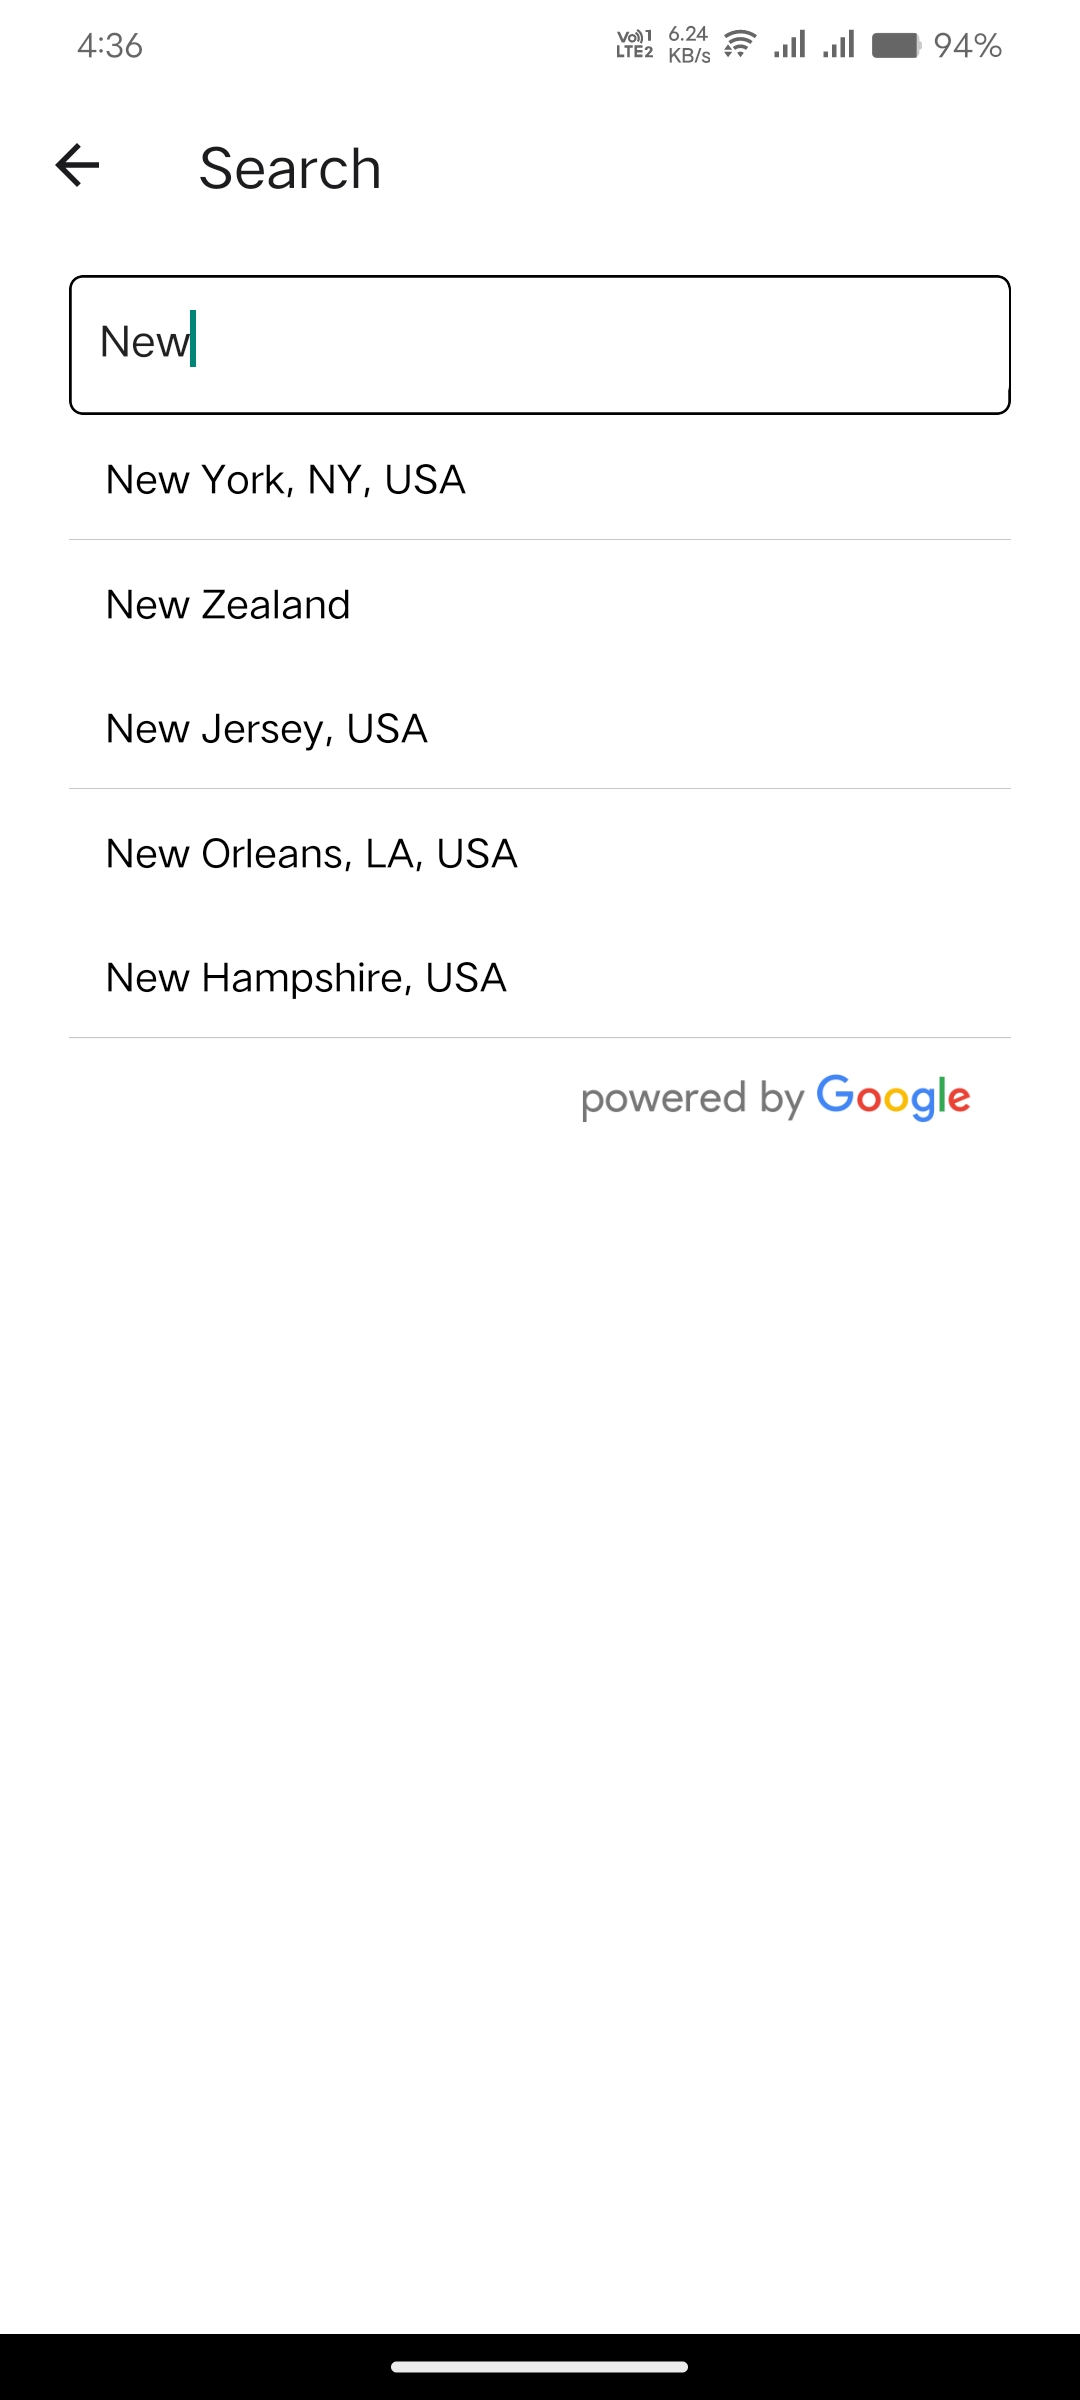 4:36
Vo)) 1
LTE2
6.24
KB/s
94%
Search
New
New York, NY, USA
New Zealand
New Jersey, USA
New Orleans, LA, USA
New Hampshire, USA
powered by Google